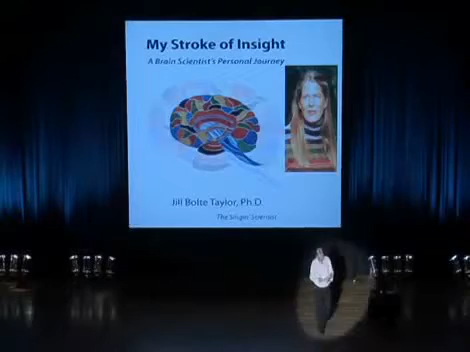 My Stroke of Insight
A Brain Scientist's Personal Journey
Jill Bolte Taylor, Ph.D.
The Singin' Scientist